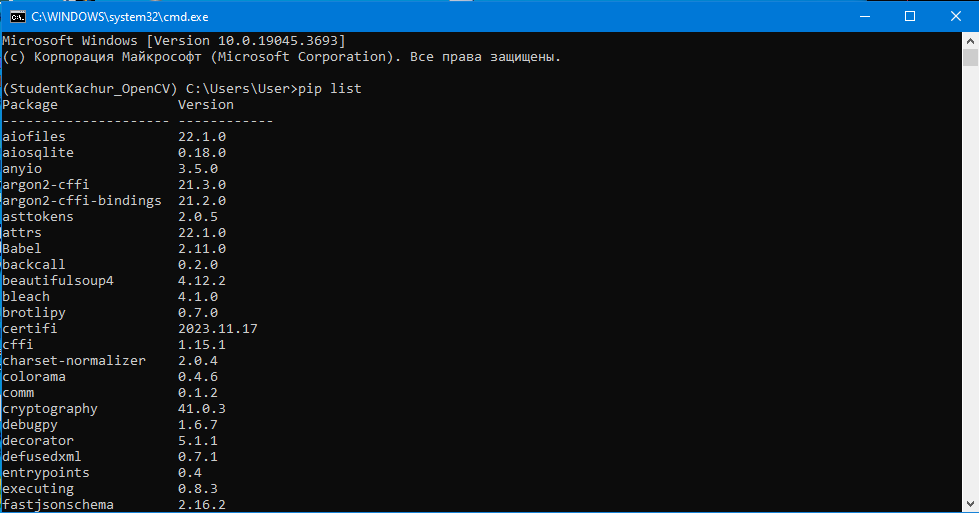 C:\WINDOWS\system32\cmd.exe
Microsoft Windows [Version 10.0.19045.3693]
(c) Корпорация Майкрософт (Microsoft Corporation). Все права защищены.
(StudentKachur_OpenCV) C:\Users\User>pip list
Package Version
--------------------- ------------
aiofiles 22.1.0
aiosqlite 0.18.0
anyio 3.5.0
argon2-cffi 21.3.0
argon2-cffi-bindings 21.2.0
asttokens 2.0.5
attrs 22.1.0
Babel 2.11.0
backcall 0.2.0
beautifulsoup4 4.12.2
bleach 4.1.0
brotlipy 0.7.0
certifi 2023.11.17
cffi 1.15.1
charset-normalizer 2.0.4
colorama 0.4.6
comm 0.1.2
cryptography 41.0.3
debugpy 1.6.7
decorator 5.1.1
defusedxml 0.7.1
entrypoints 0.4
executing 0.8.3
fastjsonschema 2.16.2